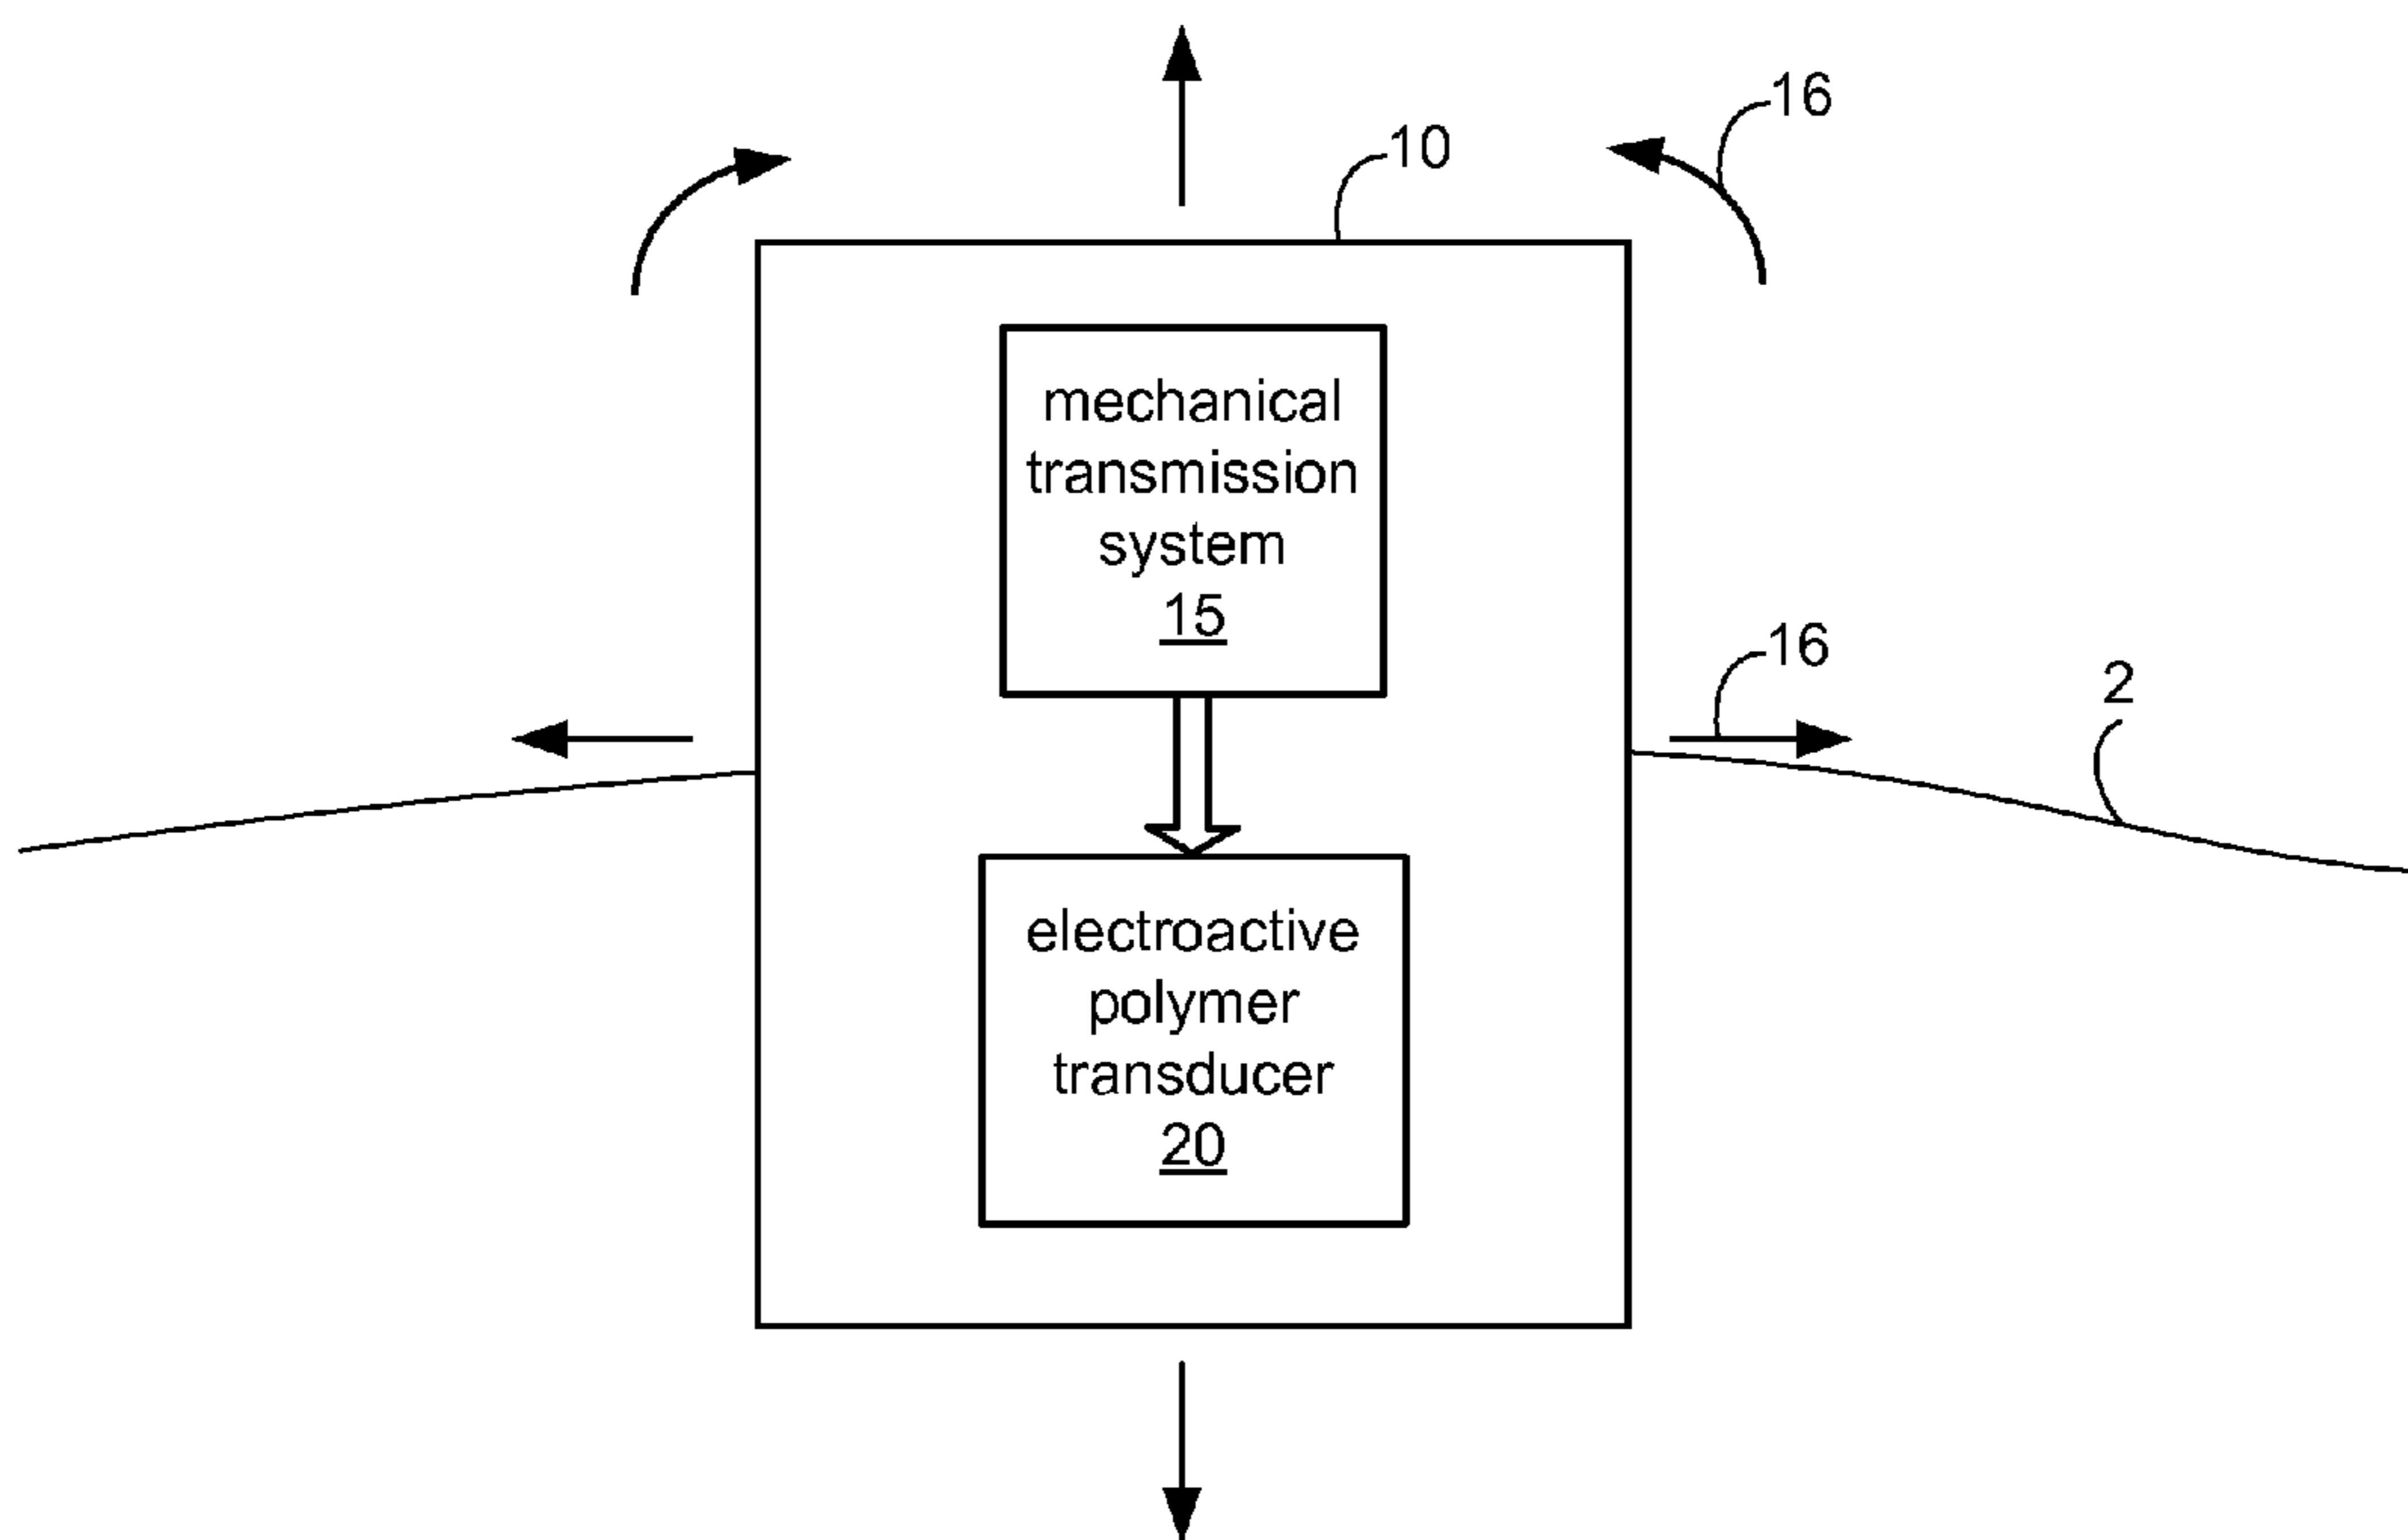 16
10
mechanical
transmission
system
15
16
2
electroactive
polymer
transducer
20